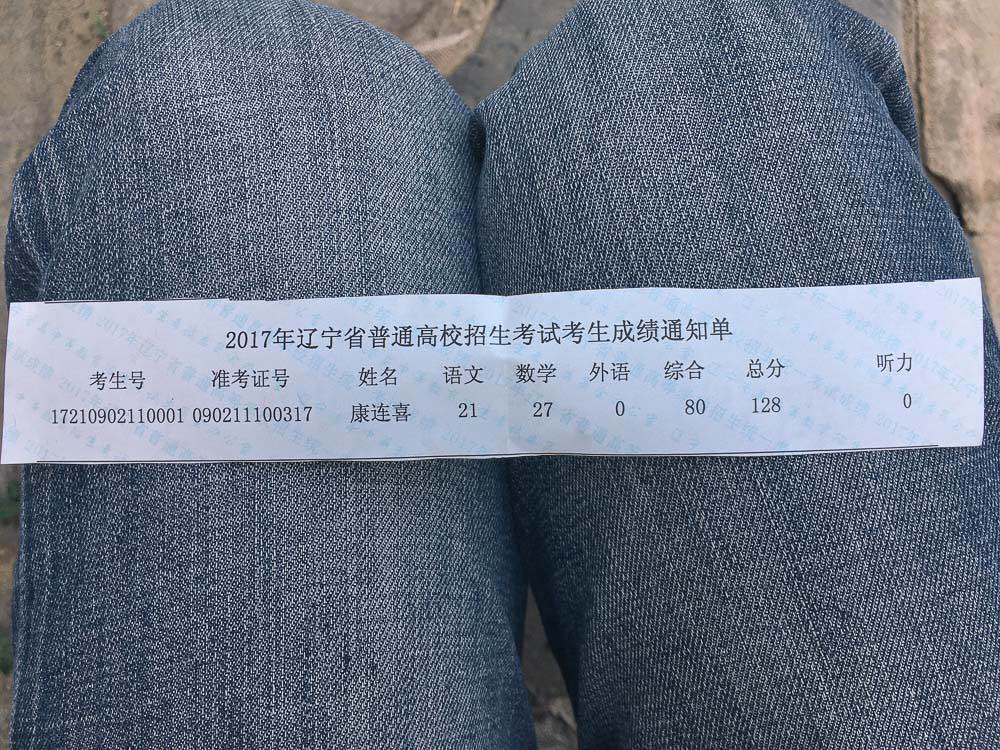 2017年辽宁省普通高校招生考试考生成绩通知单
考生号 准考证号 姓名 语文 数学 外语 综合 总分 听力
17210902110001 090211100317 康连喜 21 27 0 80 128 0